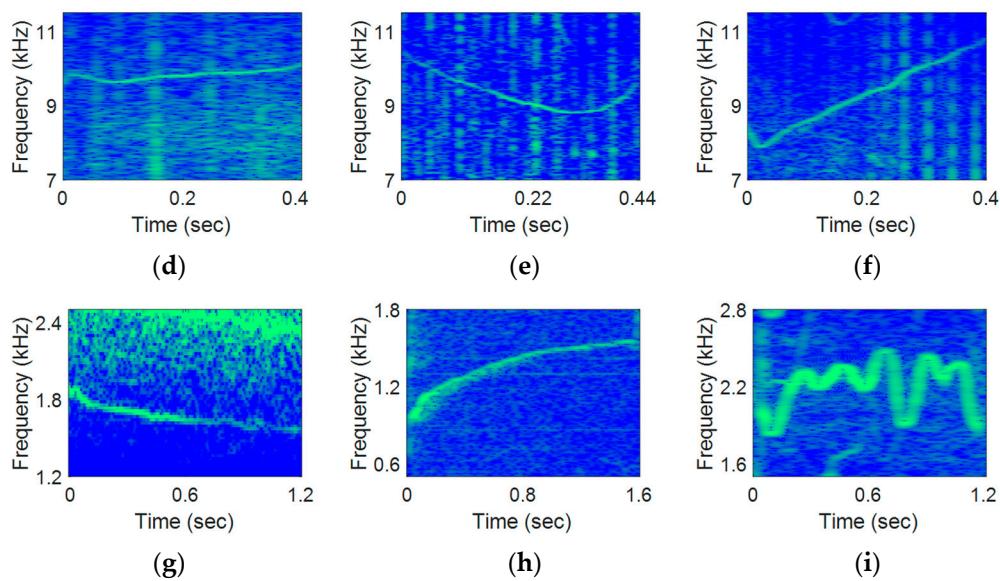 Frequency (kHz)
11
9
7
0
0.2
0.4
Time (sec)
(d)
Frequency (kHz)
11
9
7
0
0.22
0.44
Time (sec)
(e)
Frequency (kHz)
11
9
7
0
0.2
0.4
Time (sec)
(f)
Frequency (kHz)
2.4
1.8
1.2
0
0.6
1.2
Time (sec)
(g)
Frequency (kHz)
1.8
1.2
0.6
0
0.8
1.6
Time (sec)
(h)
Frequency (kHz)
2.8
2.2
1.6
0
0.6
1.2
Time (sec)
(i)